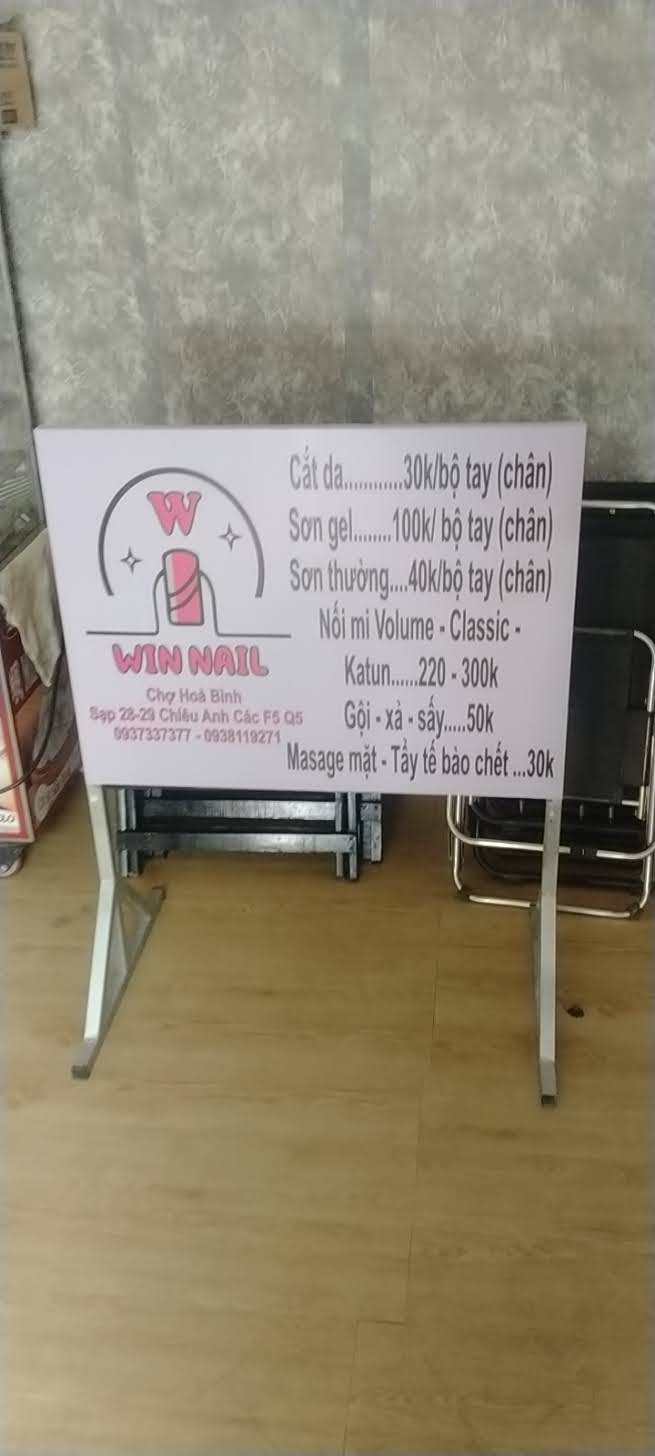 W
WIN NAIL
Chợ Hoà Bình
Sạp 28-29 Chiêu Anh Các F5 Q5
0937337377 - 0938119271
Cắt da............30k/bộ tay (chân)
Sơn gel........100k/ bộ tay (chân)
Sơn thường....40k/bộ tay (chân)
Nối mi Volume - Classic -
Katun......220 - 300k
Gội - xả - sấy.....50k
Masage mặt - Tẩy tế bào chết ...30k